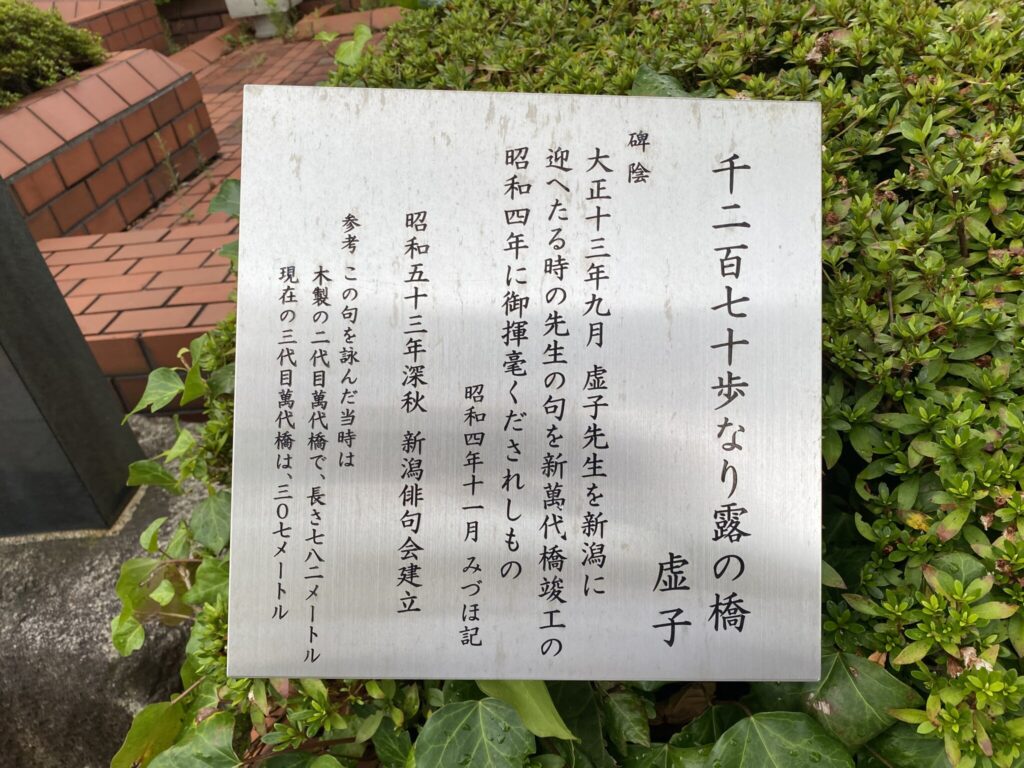 千二百七十歩なり露の橋
虚子
碑陰
大正十三年九月 虚子先生を新潟に
迎へたる時の先生の句を新萬代橋竣工の
昭和四年に御揮毫くだされしもの
昭和四年十一月 みづほ記
昭和五十三年深秋 新潟俳句会建立
参考 この句を詠んだ当時は
木製の二代目萬代橋で、長さ七八二メートル
現在の三代目萬代橋は、三〇七メートル